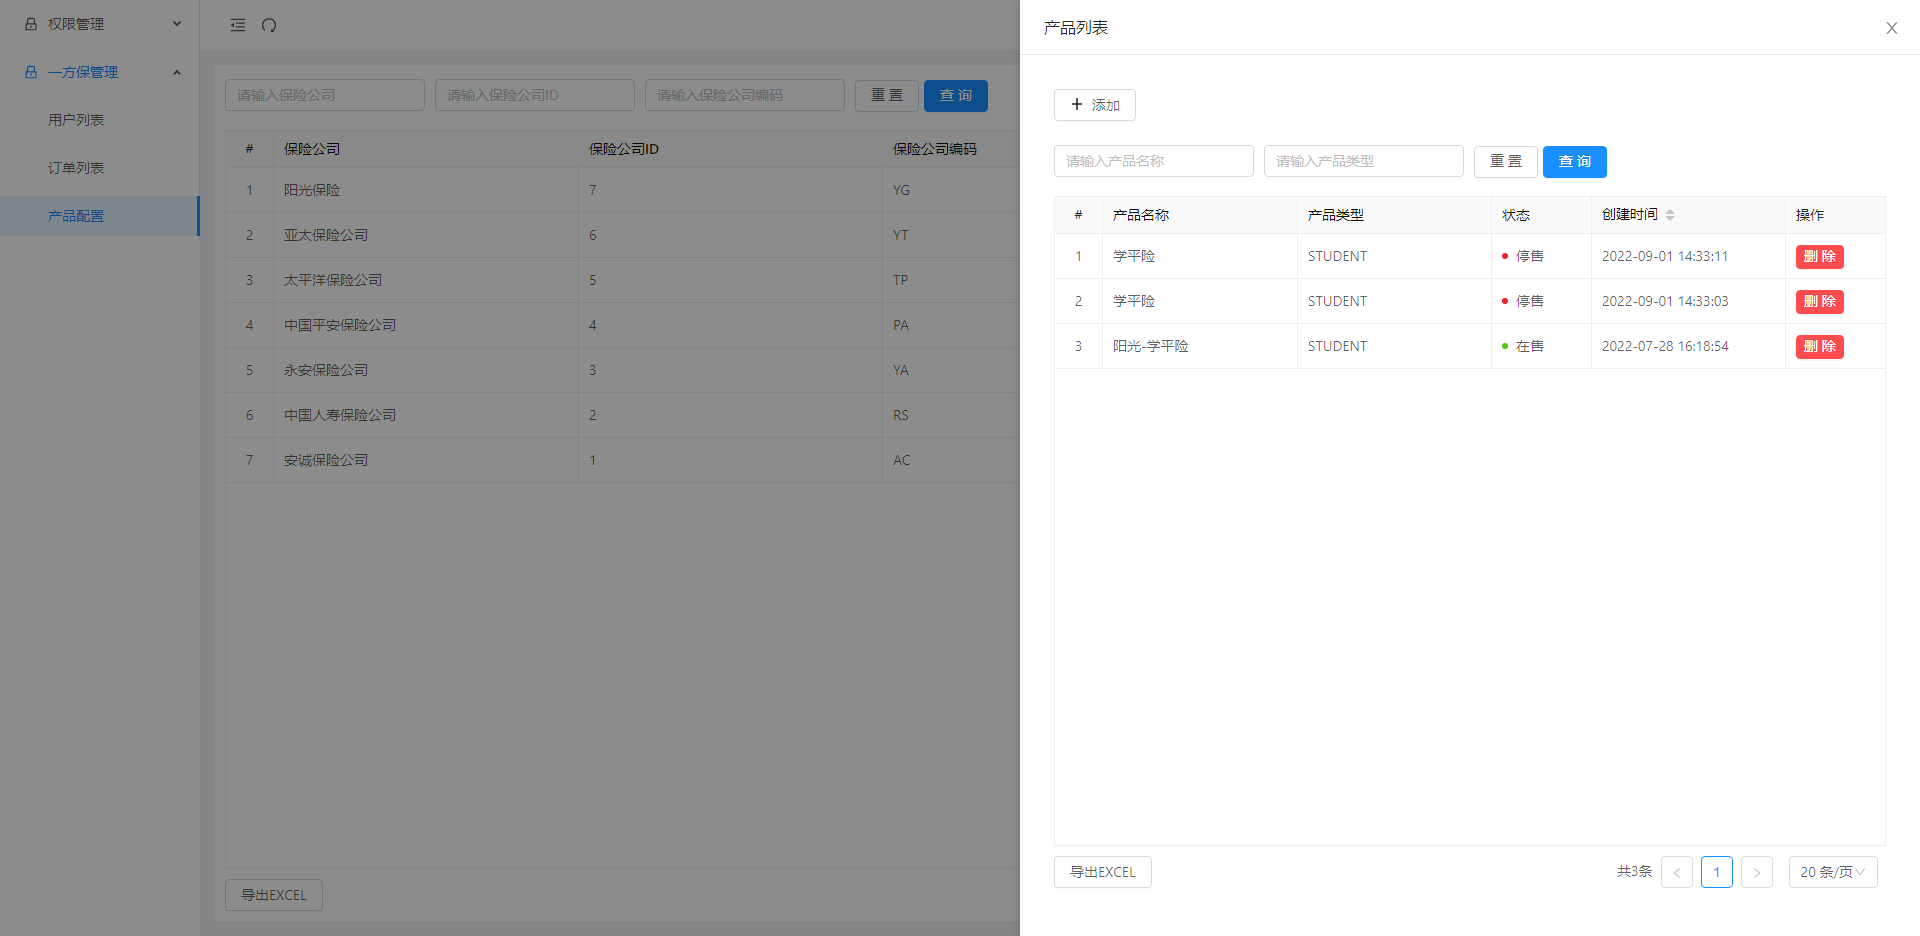 权限管理
一方保管理
用户列表
订单列表
产品配置
请输入保险公司 请输入保险公司ID 请输入保险公司编码 重 置 查 询
# 保险公司 保险公司ID 保险公司编码
1 阳光保险 7 YG
2 亚太保险公司 6 YT
3 太平洋保险公司 5 TP
4 中国平安保险公司 4 PA
5 永安保险公司 3 YA
6 中国人寿保险公司 2 RS
7 安诚保险公司 1 AC
导出EXCEL
产品列表
添加
请输入产品名称 请输入产品类型 重 置 查 询
# 产品名称 产品类型 状态 创建时间 操作
1 学平险 STUDENT 停售 2022-09-01 14:33:11 删 除
2 学平险 STUDENT 停售 2022-09-01 14:33:03 删 除
3 阳光-学平险 STUDENT 在售 2022-07-28 16:18:54 删 除
导出EXCEL 共3条 < 1 > 20 条/页